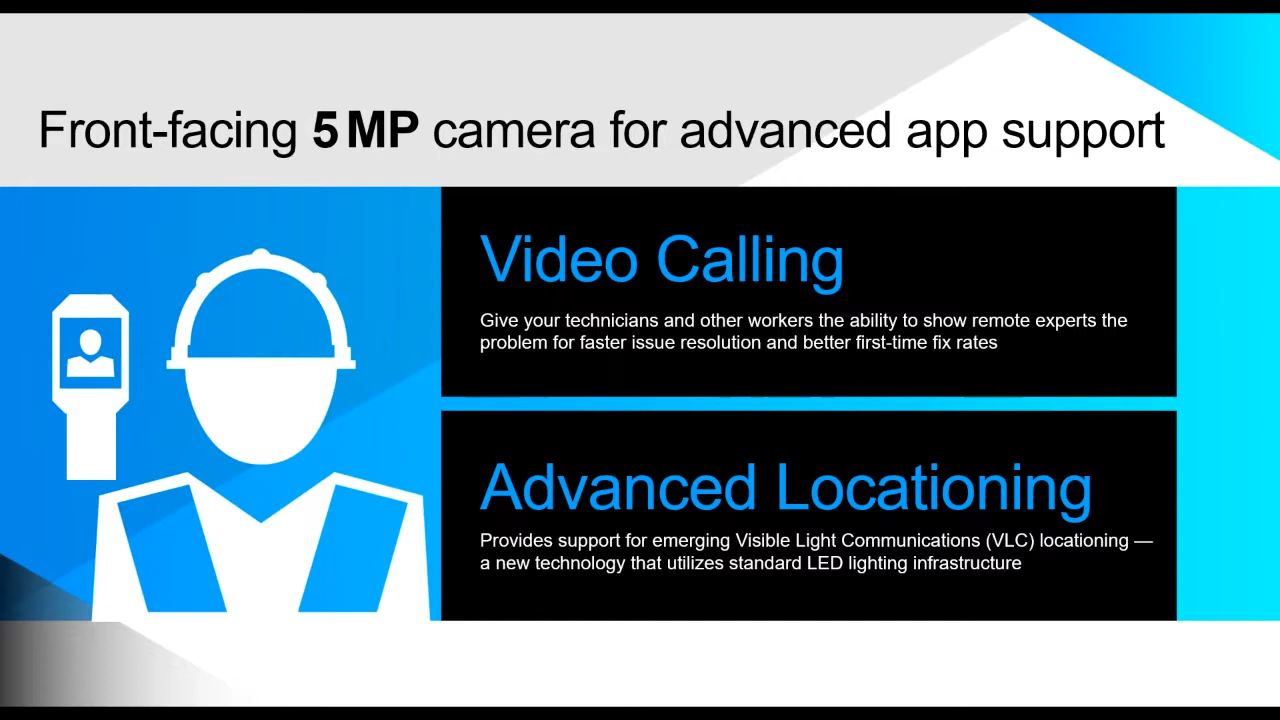 Front-facing 5 MP camera for advanced app support
Video Calling
Give your technicians and other workers the ability to show remote experts the
problem for faster issue resolution and better first-time fix rates
Advanced Locationing
Provides support for emerging Visible Light Communications (VLC) locationing —
a new technology that utilizes standard LED lighting infrastructure